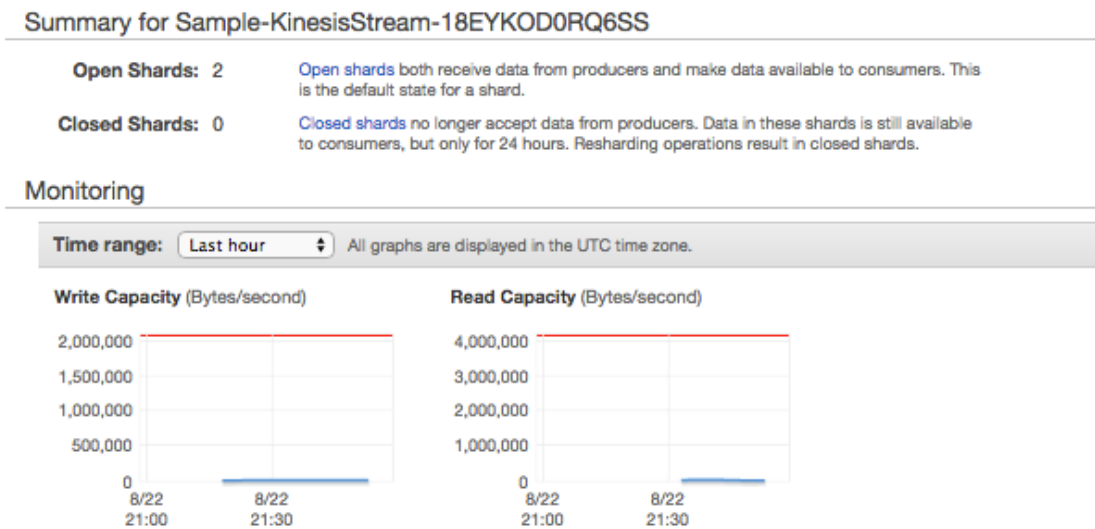 Summary for Sample-KinesisStream-18EYKOD0RQ6SS
Open Shards: 2 Open shards both receive data from producers and make data available to consumers. This
is the default state for a shard.
Closed Shards: 0 Closed shards no longer accept data from producers. Data in these shards is still available
to consumers, but only for 24 hours. Resharding operations result in closed shards.
Monitoring
Time range: Last hour All graphs are displayed in the UTC time zone.
Write Capacity (Bytes/second)
2,000,000
1,500,000
1,000,000
500,000
0
8/22 8/22
21:00 21:30
Read Capacity (Bytes/second)
4,000,000
3,000,000
2,000,000
1,000,000
0
8/22 8/22
21:00 21:30